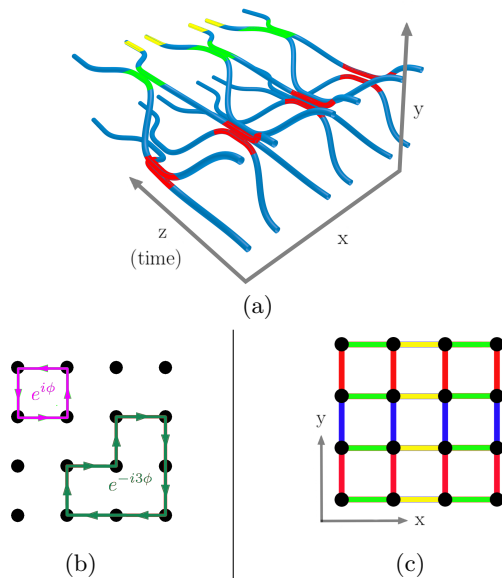 y
x
z
(time)
(a)
e^{iϕ}
e^{-i3ϕ}
(b)
y
x
(c)